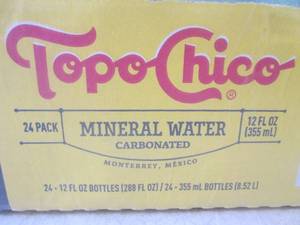 Topo Chico®
24 PACK
MINERAL WATER
CARBONATED
12 FL OZ
(355 mL)
MONTERREY, MÉXICO
24 - 12 FL OZ BOTTLES (288 FL OZ) / 24 - 355 mL BOTTLES (8.52 L)